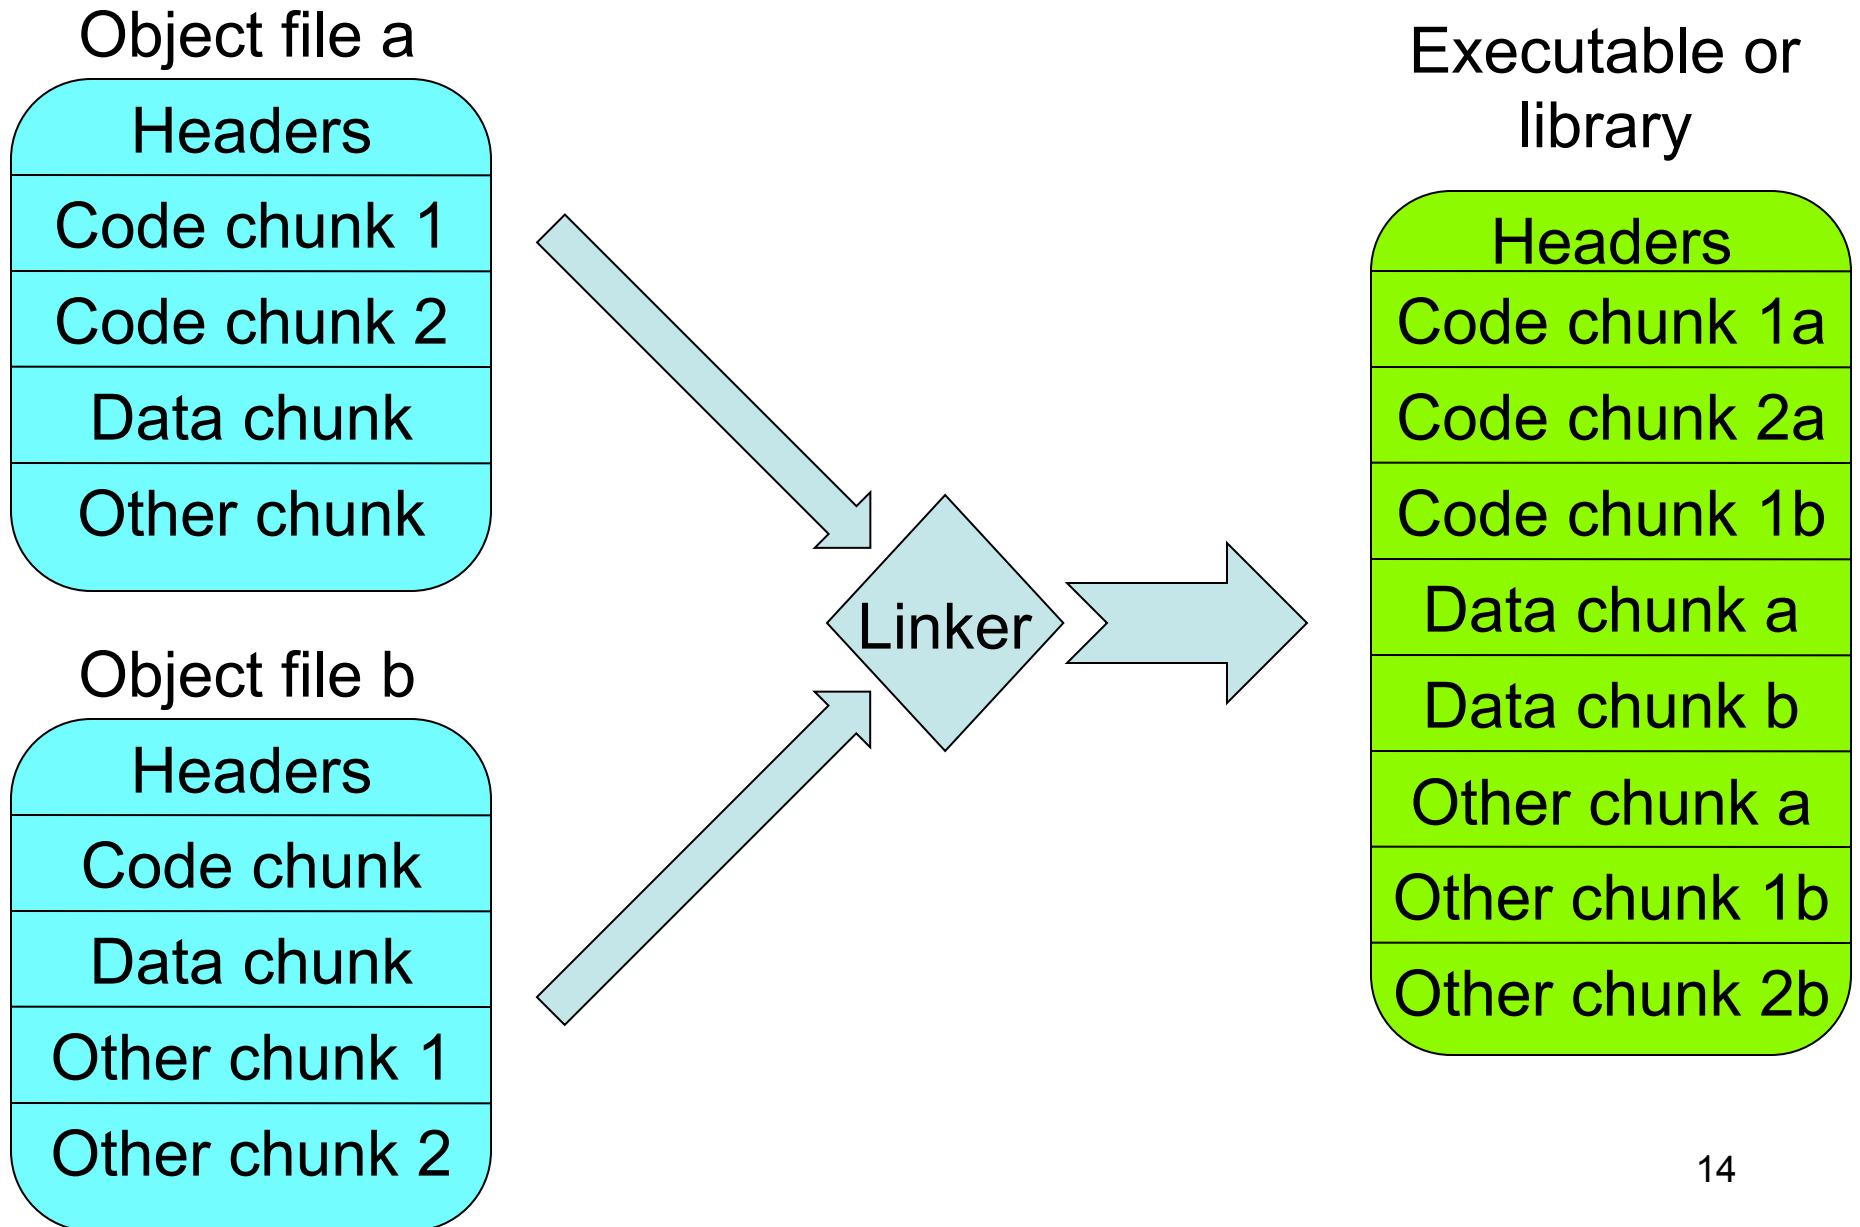 Object file a
Headers
Code chunk 1
Code chunk 2
Data chunk
Other chunk
Object file b
Headers
Code chunk
Data chunk
Other chunk 1
Other chunk 2
Linker
Executable or
library
Headers
Code chunk 1a
Code chunk 2a
Code chunk 1b
Data chunk a
Data chunk b
Other chunk a
Other chunk 1b
Other chunk 2b
14